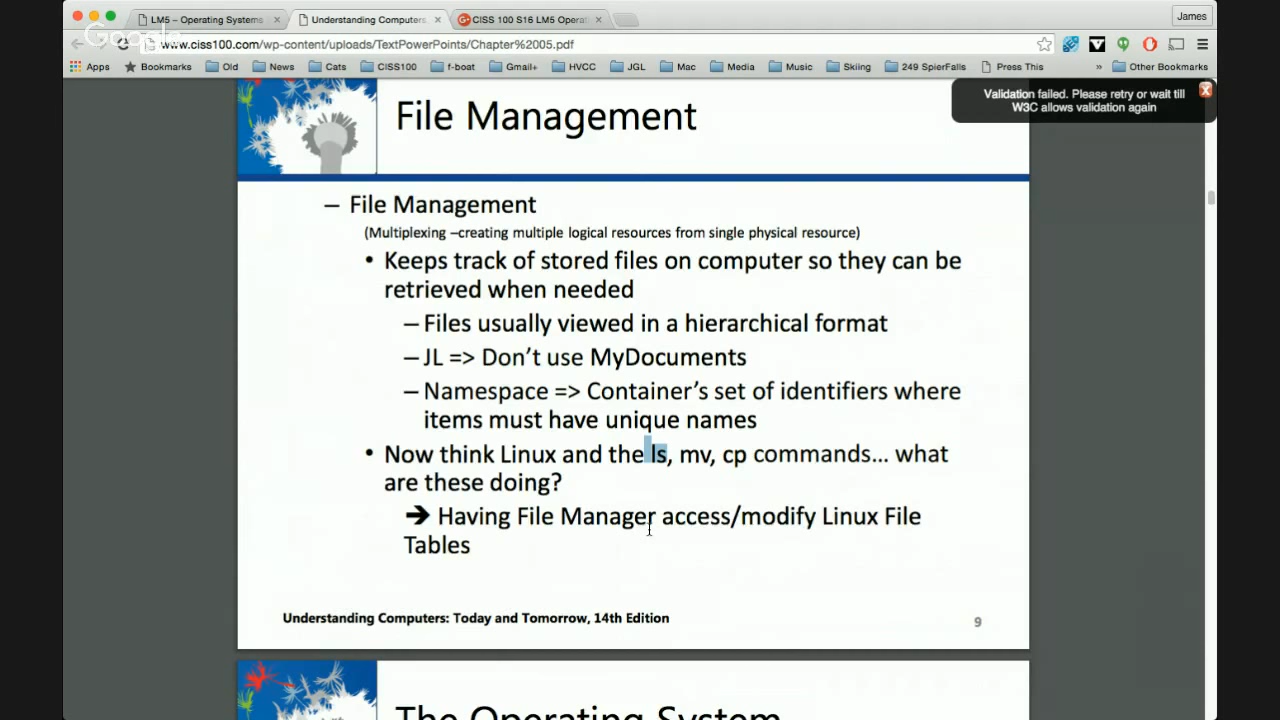 LM5 – Operating Systems
Understanding Computers.
CISS 100 S16 LM5 Operat
James
Google
www.ciss100.com/wp-content/uploads/TextPowerPoints/Chapter%2005.pdf
Apps Bookmarks Old News Cats CISS100 f-boat Gmail+ HVCC JGL Mac Media Music Skiing 249 SpierFalls Press This » Other Bookmarks
Validation failed. Please retry or wait till
W3C allows validation again
X
File Management
– File Management
(Multiplexing –creating multiple logical resources from single physical resource)
• Keeps track of stored files on computer so they can be
retrieved when needed
– Files usually viewed in a hierarchical format
– JL => Don’t use MyDocuments
– Namespace => Container’s set of identifiers where
items must have unique names
• Now think Linux and the ls, mv, cp commands… what
are these doing?
➔ Having File Manager access/modify Linux File
Tables
Understanding Computers: Today and Tomorrow, 14th Edition
9
The Operating System